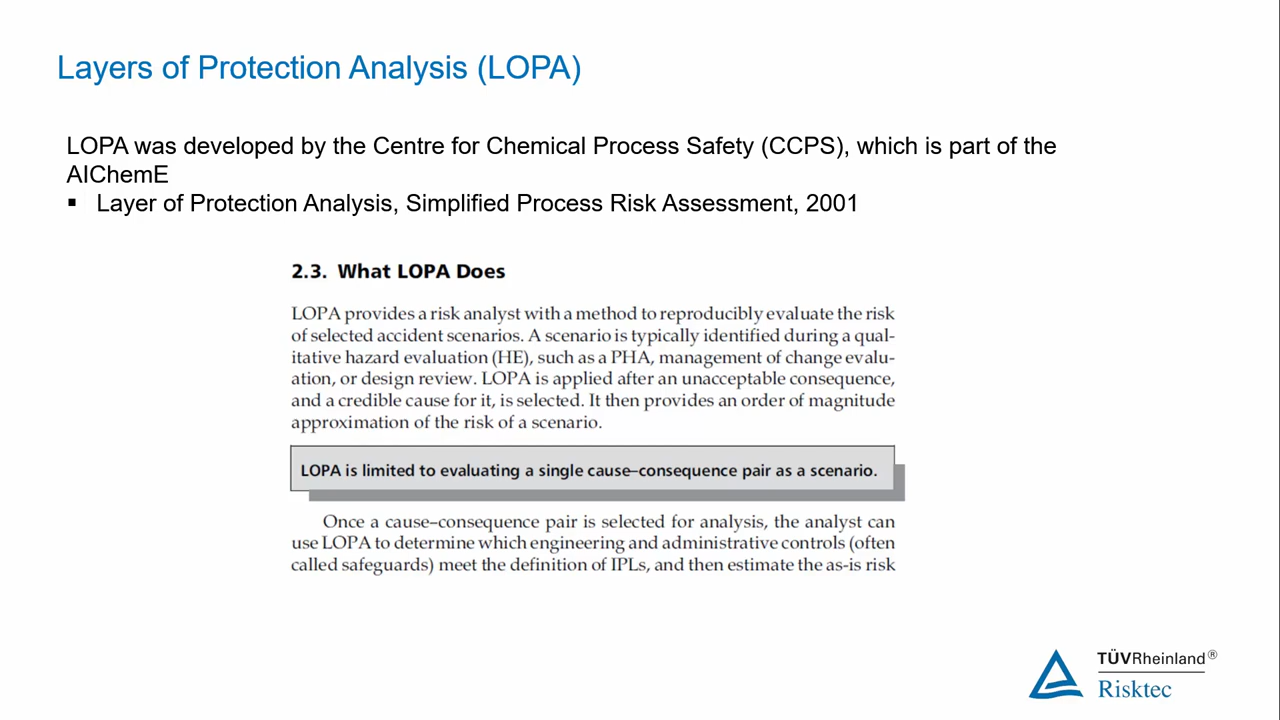 Layers of Protection Analysis (LOPA)
LOPA was developed by the Centre for Chemical Process Safety (CCPS), which is part of the
AIChemE
▪ Layer of Protection Analysis, Simplified Process Risk Assessment, 2001
2.3. What LOPA Does
LOPA provides a risk analyst with a method to reproducibly evaluate the risk
of selected accident scenarios. A scenario is typically identified during a qual-
itative hazard evaluation (HE), such as a PHA, management of change evalu-
ation, or design review. LOPA is applied after an unacceptable consequence,
and a credible cause for it, is selected. It then provides an order of magnitude
approximation of the risk of a scenario.
LOPA is limited to evaluating a single cause–consequence pair as a scenario.
Once a cause–consequence pair is selected for analysis, the analyst can
use LOPA to determine which engineering and administrative controls (often
called safeguards) meet the definition of IPLs, and then estimate the as-is risk
TÜVRheinland®
Risktec